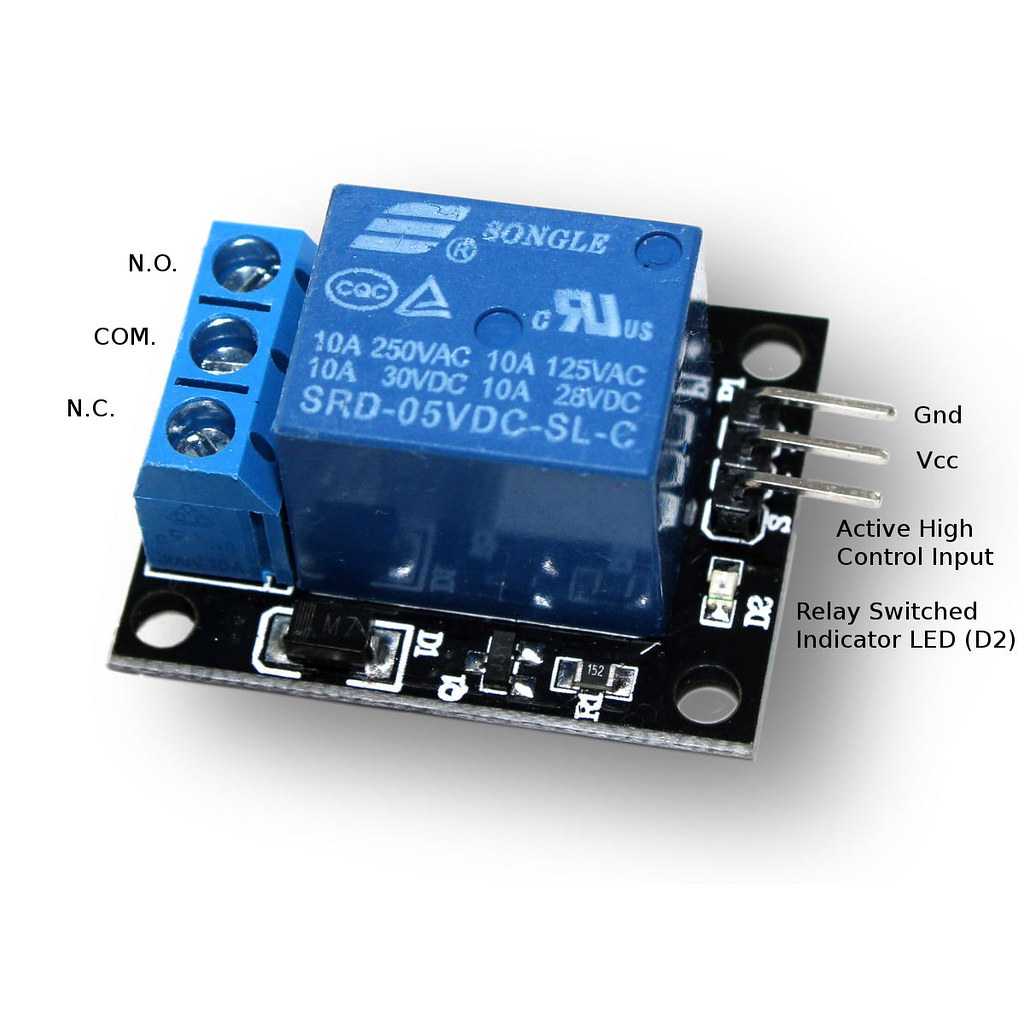 N.O.
COM.
N.C.
SONGLE
®
CQC
C US
10A 250VAC 10A 125VAC
10A 30VDC 10A 28VDC
SRD-05VDC-SL-C
Gnd
Vcc
Active High
Control Input
Relay Switched
Indicator LED (D2)
S
D2
M7
D1
Q1
152
R1